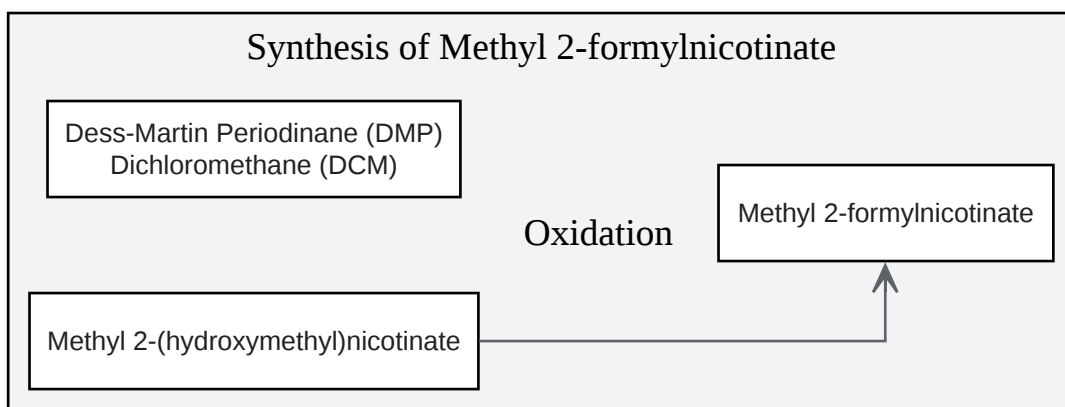 Synthesis of Methyl 2-formylnicotinate
Dess-Martin Periodinane (DMP)
Dichloromethane (DCM)
Methyl 2-formylnicotinate
Oxidation
Methyl 2-(hydroxymethyl)nicotinate